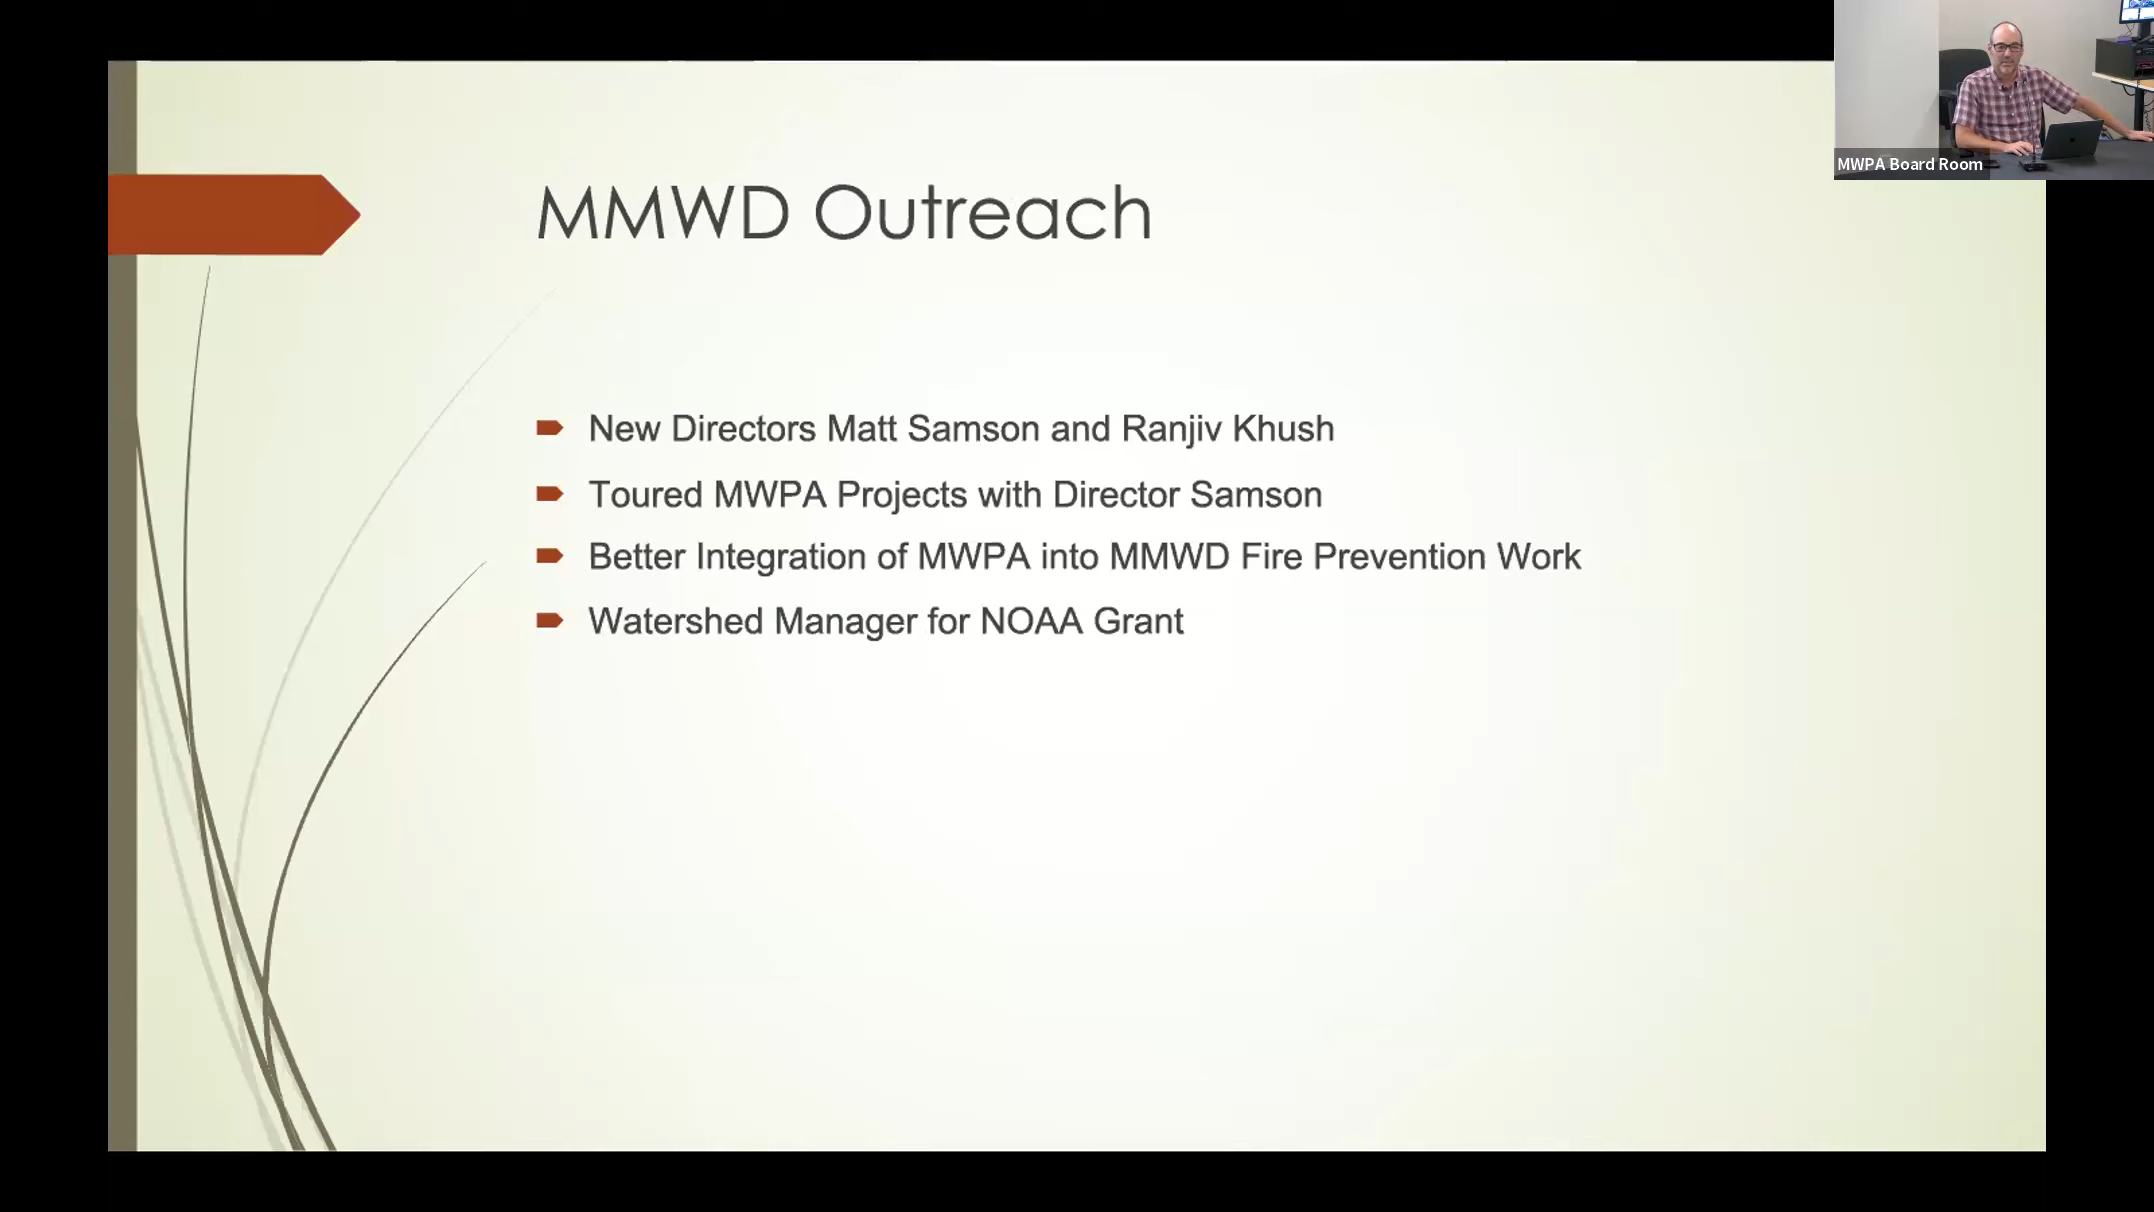 MWPA Board Room
MMWD Outreach
New Directors Matt Samson and Ranjiv Khush
Toured MWPA Projects with Director Samson
Better Integration of MWPA into MMWD Fire Prevention Work
Watershed Manager for NOAA Grant